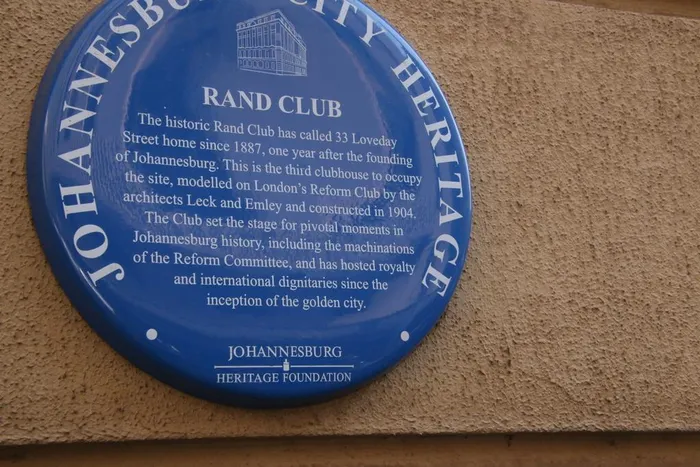 JOHANNESBURG CITY HERITAGE
RAND CLUB
The historic Rand Club has called 33 Loveday
Street home since 1887, one year after the founding
of Johannesburg. This is the third clubhouse to occupy
the site, modelled on London's Reform Club by the
architects Leck and Emley and constructed in 1904.
The Club set the stage for pivotal moments in
Johannesburg history, including the machinations
of the Reform Committee, and has hosted royalty
and international dignitaries since the
inception of the golden city.
JOHANNESBURG
HERITAGE FOUNDATION